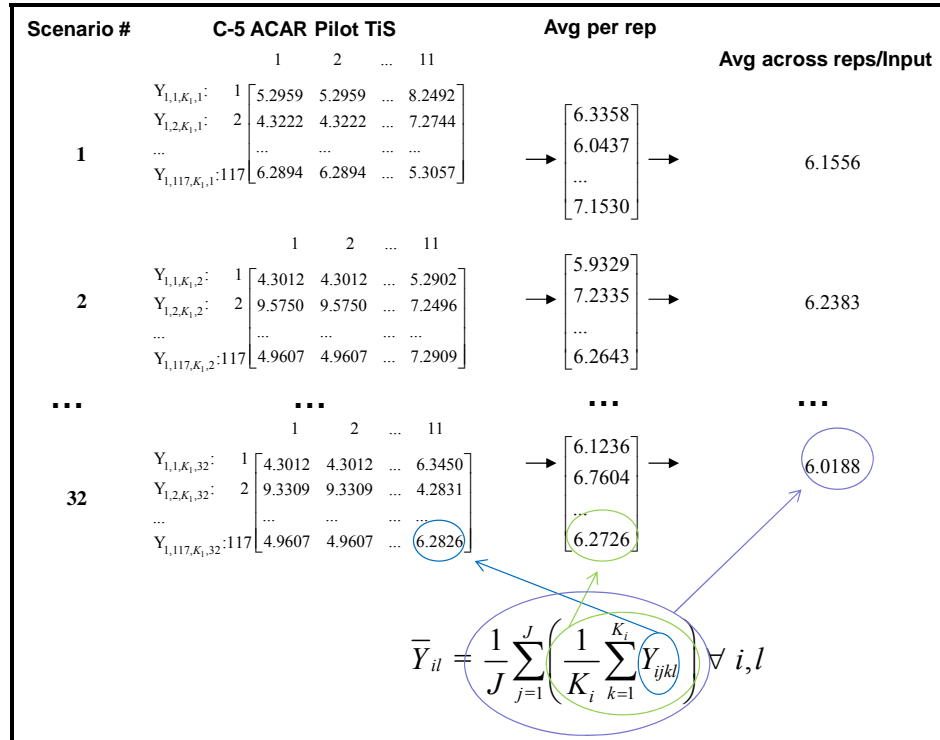 Scenario # C-5 ACAR Pilot TiS Avg per rep Avg across reps/Input
1 2 ... 11
Y1,1,K1,1: 1 5.2959 5.2959 ... 8.2492 6.3358
Y1,2,K1,1: 2 4.3222 4.3222 ... 7.2744 6.0437
1 ... ... ... ... ... ... 6.1556
Y1,117,K1,1:117 6.2894 6.2894 ... 5.3057 7.1530
1 2 ... 11
Y1,1,K1,2: 1 4.3012 4.3012 ... 5.2902 5.9329
2 Y1,2,K1,2: 2 9.5750 9.5750 ... 7.2496 7.2335 6.2383
... ... ... ... ... ...
Y1,117,K1,2:117 4.9607 4.9607 ... 7.2909 6.2643
... ... ... ...
1 2 ... 11
Y1,1,K1,32: 1 4.3012 4.3012 ... 6.3450 6.1236 6.0188
32 Y1,2,K1,32: 2 9.3309 9.3309 ... 4.2831 6.7604
... ... ... ... ... ...
Y1,117,K1,32:117 4.9607 4.9607 ... 6.2826 6.2726
Y̅il = 1/J ∑j=1J ( 1/Ki ∑k=1Ki Yijkl ) ∀ i,l